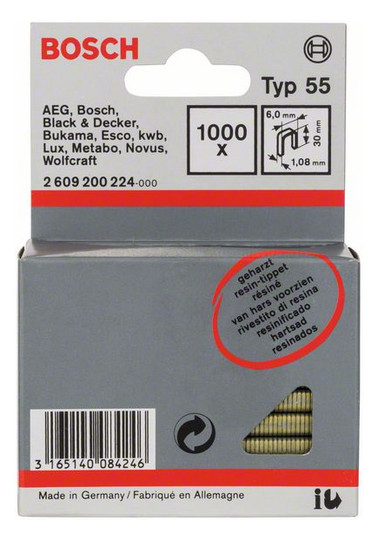 BOSCH
Typ 55
AEG, Bosch,
Black & Decker,
Bukama, Esco, kwb,
Lux, Metabo, Novus,
Wolfcraft
2 609 200 224-000
1000
x
6,0 mm
30 mm
1,08 mm
geharzt
resin-tippet
résiné
van hars voorzien
rivestito di resina
resinificado
hartsad
resinados
3 165140 084246
Made in Germany / Fabriqué en Allemagne